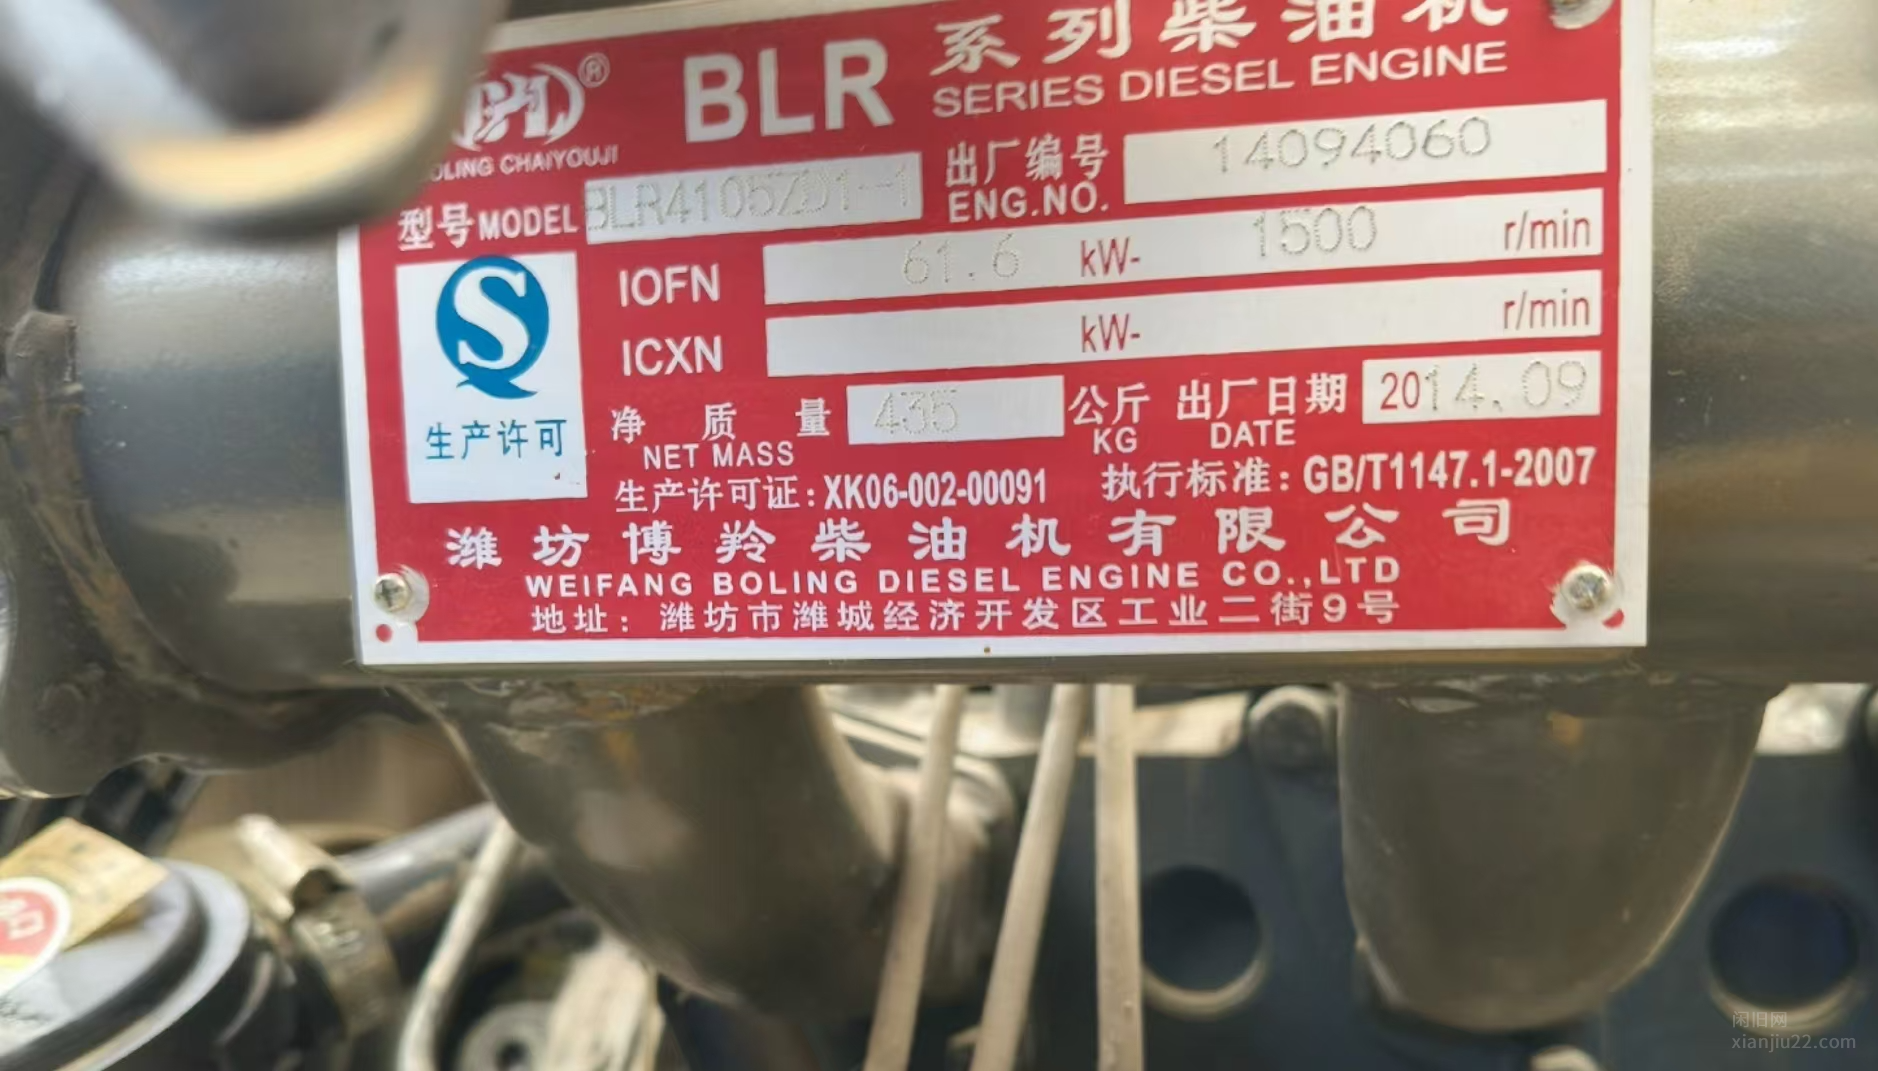 BLR 系列柴油机
SERIES DIESEL ENGINE
®
OLING CHAIYOUJI
型号MODEL BLR4105ZD1-1 出厂编号 14094060
ENG.NO.
IOFN 61.6 kW- 1500 r/min
ICXN kW- r/min
生产许可
净质量 435 公斤 出厂日期 2014.09
NET MASS KG DATE
生产许可证:XK06-002-00091 执行标准:GB/T1147.1-2007
潍坊博羚柴油机有限公司
WEIFANG BOLING DIESEL ENGINE CO.,LTD
地址:潍坊市潍城经济开发区工业二街9号
闲旧网
xianjiu22.com